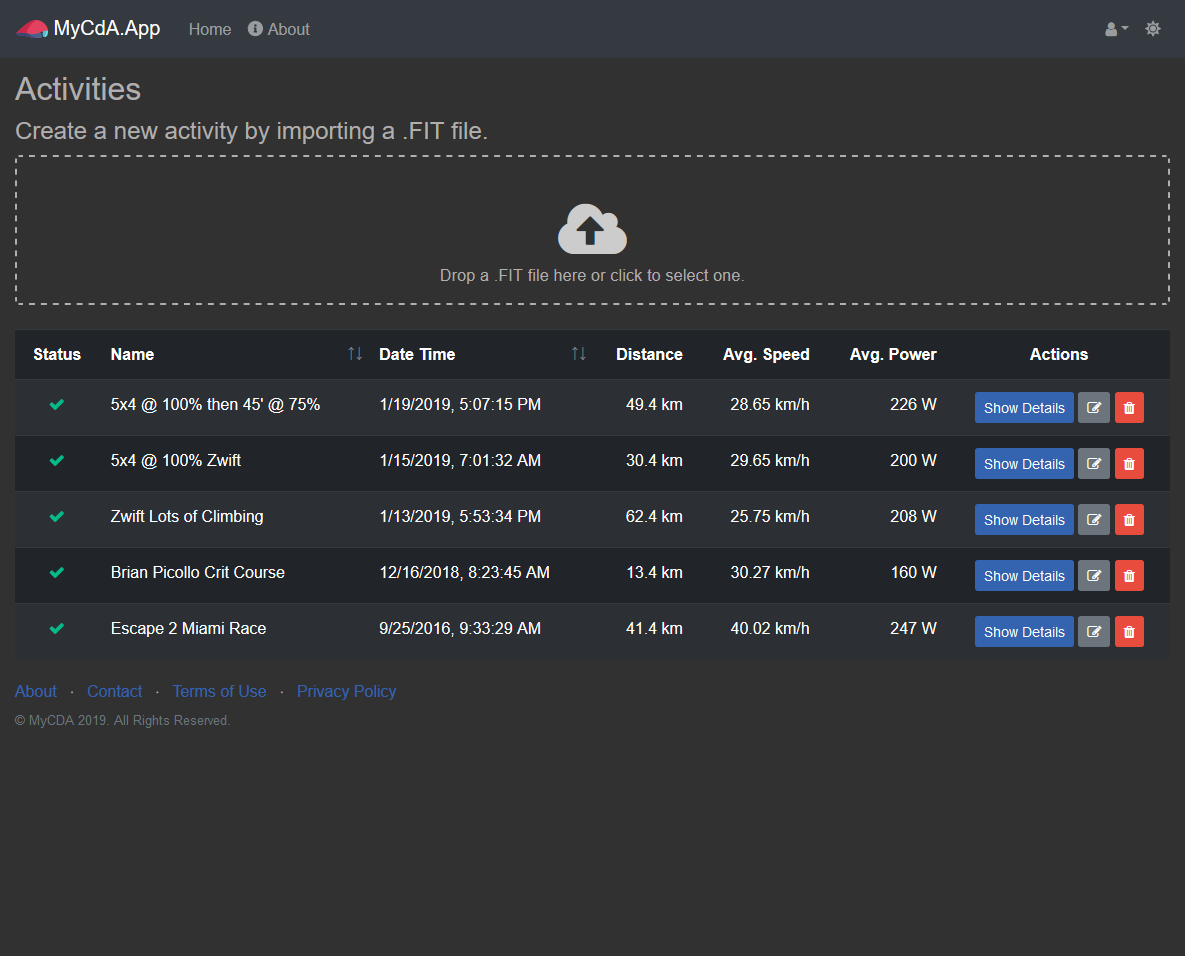 MyCdA.App Home About
Activities
Create a new activity by importing a .FIT file.
Drop a .FIT file here or click to select one.
Status Name Date Time Distance Avg. Speed Avg. Power Actions
5x4 @ 100% then 45' @ 75% 1/19/2019, 5:07:15 PM 49.4 km 28.65 km/h 226 W Show Details
5x4 @ 100% Zwift 1/15/2019, 7:01:32 AM 30.4 km 29.65 km/h 200 W Show Details
Zwift Lots of Climbing 1/13/2019, 5:53:34 PM 62.4 km 25.75 km/h 208 W Show Details
Brian Picollo Crit Course 12/16/2018, 8:23:45 AM 13.4 km 30.27 km/h 160 W Show Details
Escape 2 Miami Race 9/25/2016, 9:33:29 AM 41.4 km 40.02 km/h 247 W Show Details
About · Contact · Terms of Use · Privacy Policy
© MyCDA 2019. All Rights Reserved.